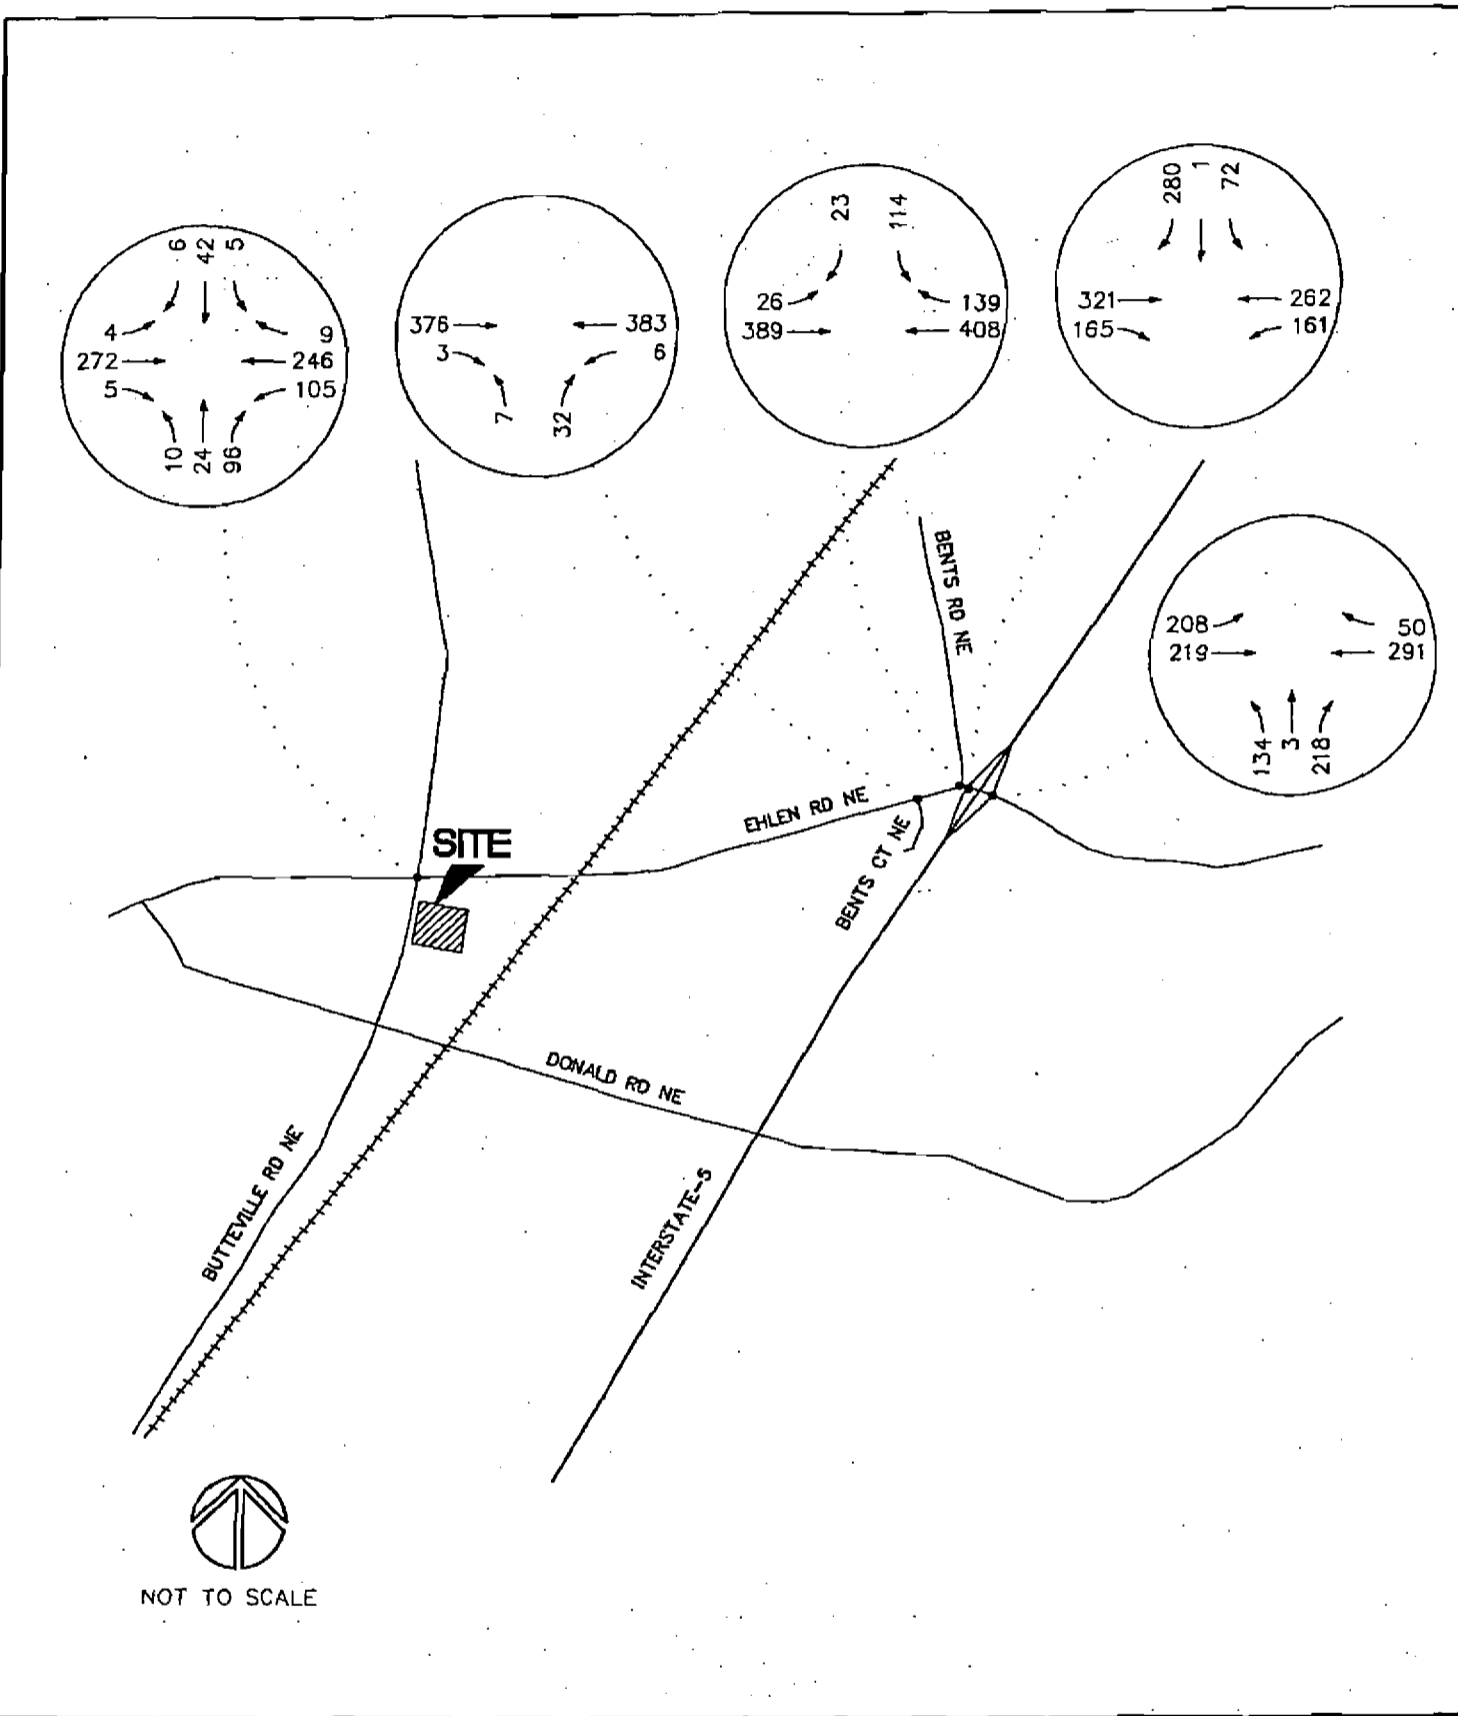 6 42 5
4 9
272 246
5 105
10 24 96
376 383
3 6
7 32
23 114
26 139
389 408
280 1 72
321 262
165 161
208 50
219 291
134 3 218
BENTS RD NE
EHLEN RD NE
BENTS CT NE
SITE
DONALD RD NE
BUTTEVILLE RD NE
INTERSTATE-5
NOT TO SCALE